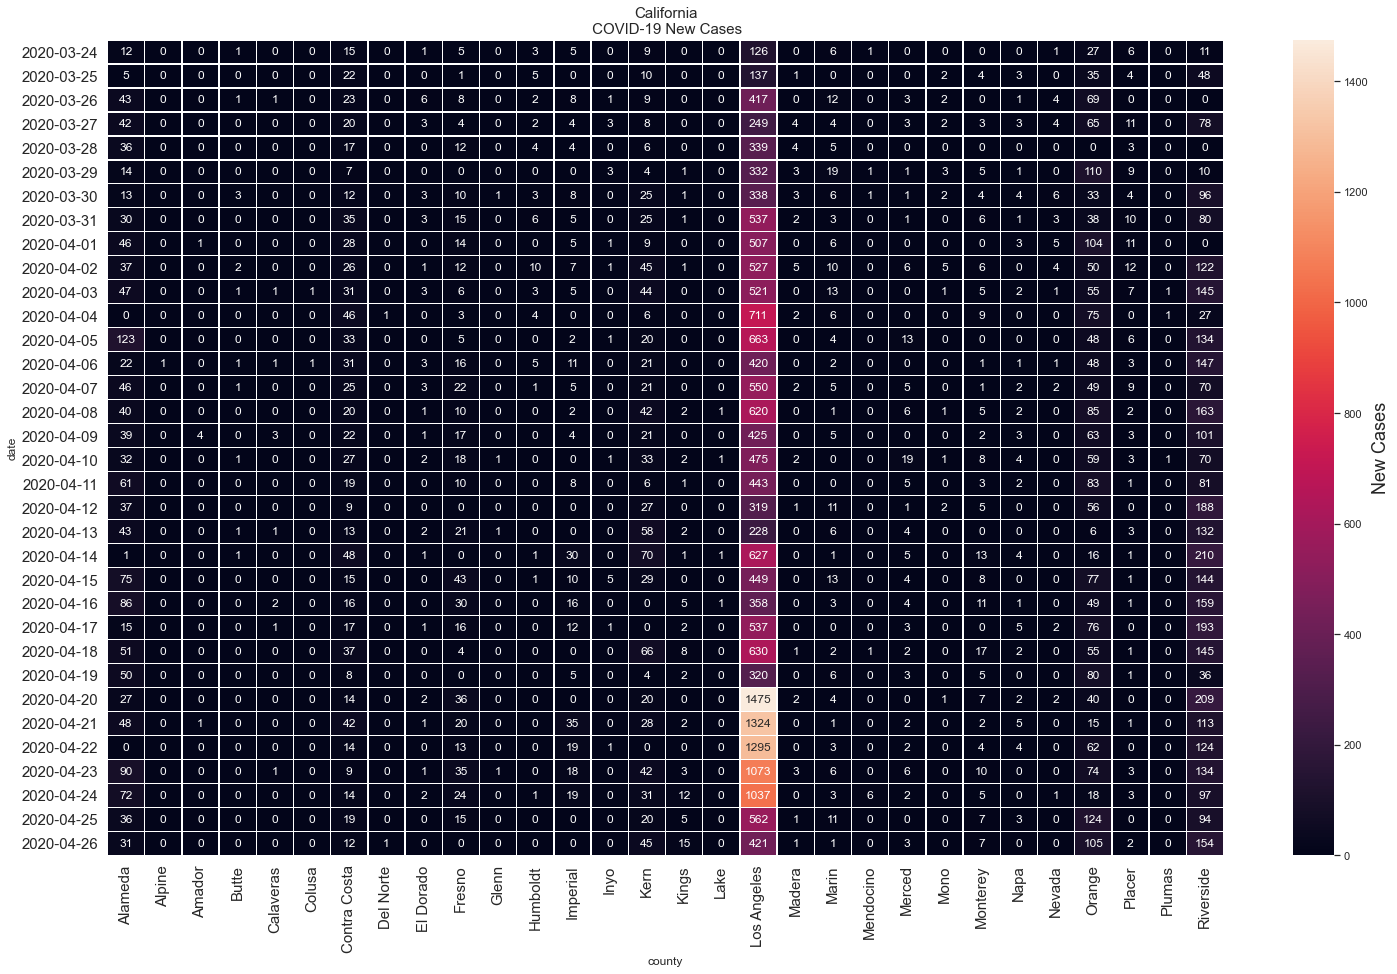 California
COVID-19 New Cases
2020-03-24 12 0 0 1 0 0 15 0 1 5 0 3 5 0 9 0 0 126 0 6 1 0 0 0 0 1 27 6 0 11
2020-03-25 5 0 0 0 0 0 22 0 0 1 0 5 0 0 10 0 0 137 1 0 0 0 2 4 3 0 35 4 0 48
2020-03-26 43 0 0 1 1 0 23 0 6 8 0 2 8 1 9 0 0 417 0 12 0 3 2 0 1 4 69 0 0 0
2020-03-27 42 0 0 0 0 0 20 0 3 4 0 2 4 3 8 0 0 249 4 4 0 3 2 3 3 4 65 11 0 78
2020-03-28 36 0 0 0 0 0 17 0 0 12 0 4 4 0 6 0 0 339 4 5 0 0 0 0 0 0 0 3 0 0
2020-03-29 14 0 0 0 0 0 7 0 0 0 0 0 0 3 4 1 0 332 3 19 1 1 3 5 1 0 110 9 0 10
2020-03-30 13 0 0 3 0 0 12 0 3 10 1 3 8 0 25 1 0 338 3 6 1 1 2 4 4 6 33 4 0 96
2020-03-31 30 0 0 0 0 0 35 0 3 15 0 6 5 0 25 1 0 537 2 3 0 1 0 6 1 3 38 10 0 80
2020-04-01 46 0 1 0 0 0 28 0 0 14 0 0 5 1 9 0 0 507 0 6 0 0 0 0 3 5 104 11 0 0
2020-04-02 37 0 0 2 0 0 26 0 1 12 0 10 7 1 45 1 0 527 5 10 0 6 5 6 0 4 50 12 0 122
2020-04-03 47 0 0 1 1 1 31 0 3 6 0 3 5 0 44 0 0 521 0 13 0 0 1 5 2 1 55 7 1 145
2020-04-04 0 0 0 0 0 0 46 1 0 3 0 4 0 0 6 0 0 711 2 6 0 0 0 9 0 0 75 0 1 27
2020-04-05 123 0 0 0 0 0 33 0 0 5 0 0 2 1 20 0 0 663 0 4 0 13 0 0 0 0 48 6 0 134
2020-04-06 22 1 0 1 1 1 31 0 3 16 0 5 11 0 21 0 0 420 0 2 0 0 0 1 1 1 48 3 0 147
2020-04-07 46 0 0 1 0 0 25 0 3 22 0 1 5 0 21 0 0 550 2 5 0 5 0 1 2 2 49 9 0 70
2020-04-08 40 0 0 0 0 0 20 0 1 10 0 0 2 0 42 2 1 620 0 1 0 6 1 5 2 0 85 2 0 163
2020-04-09 39 0 4 0 3 0 22 0 1 17 0 0 4 0 21 0 0 425 0 5 0 0 0 2 3 0 63 3 0 101
2020-04-10 32 0 0 1 0 0 27 0 2 18 1 0 0 1 33 2 1 475 2 0 0 19 1 8 4 0 59 3 1 70
2020-04-11 61 0 0 0 0 0 19 0 0 10 0 0 8 0 6 1 0 443 0 0 0 5 0 3 2 0 83 1 0 81
2020-04-12 37 0 0 0 0 0 9 0 0 0 0 0 0 0 27 0 0 319 1 11 0 1 2 5 0 0 56 0 0 188
2020-04-13 43 0 0 1 1 0 13 0 2 21 1 0 0 0 58 2 0 228 0 6 0 4 0 0 0 0 6 3 0 132
2020-04-14 1 0 0 1 0 0 48 0 1 0 0 1 30 0 70 1 1 627 0 1 0 5 0 13 4 0 16 1 0 210
2020-04-15 75 0 0 0 0 0 15 0 0 43 0 1 10 5 29 0 0 449 0 13 0 4 0 8 0 0 77 1 0 144
2020-04-16 86 0 0 0 2 0 16 0 0 30 0 0 16 0 0 5 1 358 0 3 0 4 0 11 1 0 49 1 0 159
2020-04-17 15 0 0 0 1 0 17 0 1 16 0 0 12 1 0 2 0 537 0 0 0 3 0 0 5 2 76 0 0 193
2020-04-18 51 0 0 0 0 0 37 0 0 4 0 0 0 0 66 8 0 630 1 2 1 2 0 17 2 0 55 1 0 145
2020-04-19 50 0 0 0 0 0 8 0 0 0 0 0 5 0 4 2 0 320 0 6 0 3 0 5 0 0 80 1 0 36
2020-04-20 27 0 0 0 0 0 14 0 2 36 0 0 0 0 20 0 0 1475 2 4 0 0 1 7 2 2 40 0 0 209
2020-04-21 48 0 1 0 0 0 42 0 1 20 0 0 35 0 28 2 0 1324 0 1 0 2 0 2 5 0 15 1 0 113
2020-04-22 0 0 0 0 0 0 14 0 0 13 0 0 19 1 0 0 0 1295 0 3 0 2 0 4 4 0 62 0 0 124
2020-04-23 90 0 0 0 1 0 9 0 1 35 1 0 18 0 42 3 0 1073 3 6 0 6 0 10 0 0 74 3 0 134
2020-04-24 72 0 0 0 0 0 14 0 2 24 0 1 19 0 31 12 0 1037 0 3 6 2 0 5 0 1 18 3 0 97
2020-04-25 36 0 0 0 0 0 19 0 0 15 0 0 0 0 20 5 0 562 1 11 0 0 0 7 3 0 124 0 0 94
2020-04-26 31 0 0 0 0 0 12 1 0 0 0 0 0 0 45 15 0 421 1 1 0 3 0 7 0 0 105 2 0 154
date
Alameda
Alpine
Amador
Butte
Calaveras
Colusa
Contra Costa
Del Norte
El Dorado
Fresno
Glenn
Humboldt
Imperial
Inyo
Kern
Kings
Lake
Los Angeles
Madera
Marin
Mendocino
Merced
Mono
Monterey
Napa
Nevada
Orange
Placer
Plumas
Riverside
county
1400
1200
1000
800
600
400
200
0
New Cases